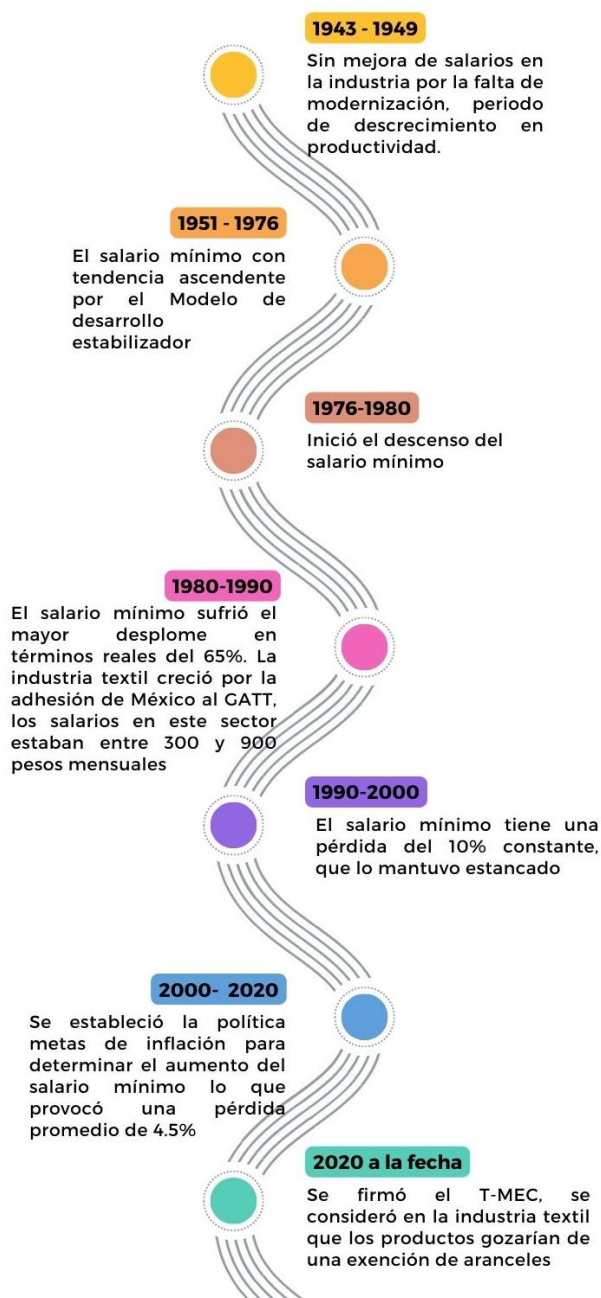 1943 - 1949
Sin mejora de salarios en
la industria por la falta de
modernización, periodo
de descrecimiento en
productividad.
1951 - 1976
El salario mínimo con
tendencia ascendente
por el Modelo de
desarrollo
estabilizador
1976-1980
Inició el descenso del
salario mínimo
1980-1990
El salario mínimo sufrió el
mayor desplome en
términos reales del 65%. La
industria textil creció por la
adhesión de México al GATT,
los salarios en este sector
estaban entre 300 y 900
pesos mensuales
1990-2000
El salario mínimo tiene una
pérdida del 10% constante,
que lo mantuvo estancado
2000- 2020
Se estableció la política
metas de inflación para
determinar el aumento del
salario mínimo lo que
provocó una pérdida
promedio de 4.5%
2020 a la fecha
Se firmó el T-MEC, se
consideró en la industria textil
que los productos gozarían de
una exención de aranceles